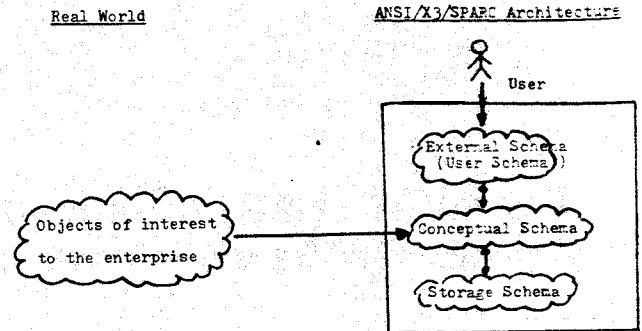 Real World
ANSI/X3/SPARC Architecture
User
External Schema
(User Schema)
Objects of interest
to the enterprise
Conceptual Schema
Storage Schema